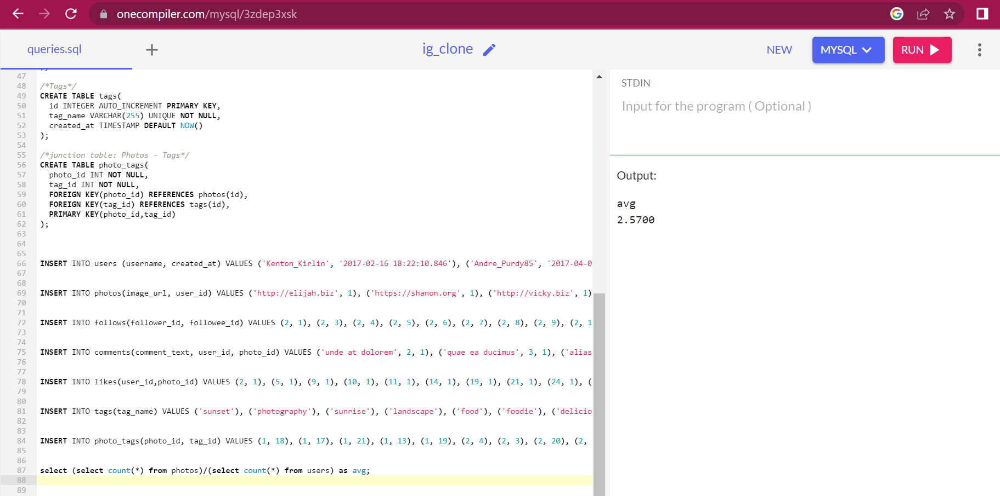 onecompiler.com/mysql/3zdep3xsk
queries.sql
ig_clone
NEW
MYSQL
RUN
47
48 /*Tags*/
49 CREATE TABLE tags(
50 id INTEGER AUTO_INCREMENT PRIMARY KEY,
51 tag_name VARCHAR(255) UNIQUE NOT NULL,
52 created_at TIMESTAMP DEFAULT NOW()
53 );
54
55 /*junction table: Photos - Tags*/
56 CREATE TABLE photo_tags(
57 photo_id INT NOT NULL,
58 tag_id INT NOT NULL,
59 FOREIGN KEY(photo_id) REFERENCES photos(id),
60 FOREIGN KEY(tag_id) REFERENCES tags(id),
61 PRIMARY KEY(photo_id,tag_id)
62 );
63
64
65
66 INSERT INTO users (username, created_at) VALUES ('Kenton_Kirlin', '2017-02-16 18:22:10.846'), ('Andre_Purdy85', '2017-04-0
67
68
69 INSERT INTO photos(image_url, user_id) VALUES ('http://elijah.biz', 1), ('https://shanon.org', 1), ('http://vicky.biz', 1)
70
71
72 INSERT INTO follows(follower_id, followee_id) VALUES (2, 1), (2, 3), (2, 4), (2, 5), (2, 6), (2, 7), (2, 8), (2, 9), (2, 1
73
74
75 INSERT INTO comments(comment_text, user_id, photo_id) VALUES ('unde at dolorem', 2, 1), ('quae ea ducimus', 3, 1), ('alias
76
77
78 INSERT INTO likes(user_id,photo_id) VALUES (2, 1), (5, 1), (9, 1), (10, 1), (11, 1), (14, 1), (19, 1), (21, 1), (24, 1), (
79
80
81 INSERT INTO tags(tag_name) VALUES ('sunset'), ('photography'), ('sunrise'), ('landscape'), ('food'), ('foodie'), ('delicio
82
83
84 INSERT INTO photo_tags(photo_id, tag_id) VALUES (1, 18), (1, 17), (1, 21), (1, 13), (1, 19), (2, 4), (2, 3), (2, 20), (2,
85
86
87 select (select count(*) from photos)/(select count(*) from users) as avg;
88
89
STDIN
Input for the program ( Optional )
Output:
avg
2.5700